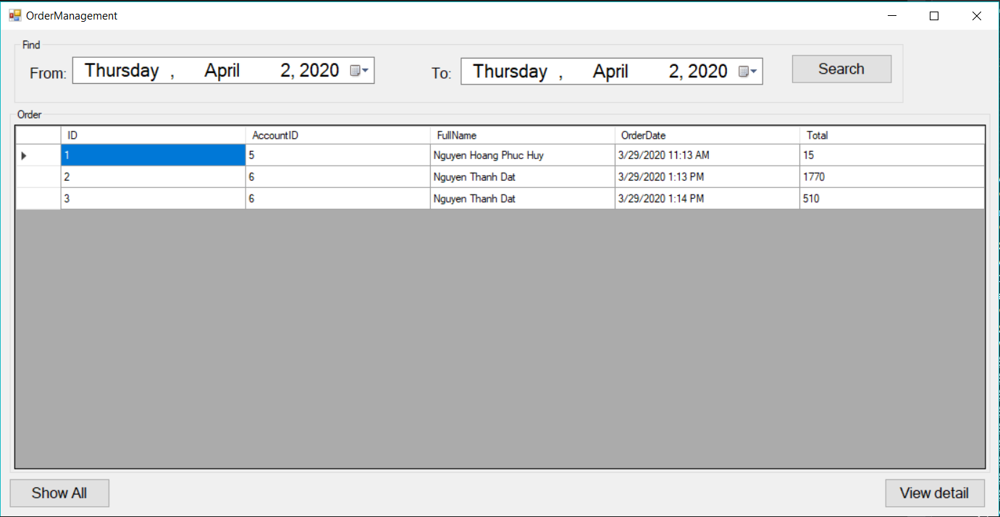 OrderManagement
Find
From: Thursday , April 2, 2020 To: Thursday , April 2, 2020 Search
Order
ID AccountID FullName OrderDate Total
1 5 Nguyen Hoang Phuc Huy 3/29/2020 11:13 AM 15
2 6 Nguyen Thanh Dat 3/29/2020 1:13 PM 1770
3 6 Nguyen Thanh Dat 3/29/2020 1:14 PM 510
Show All View detail